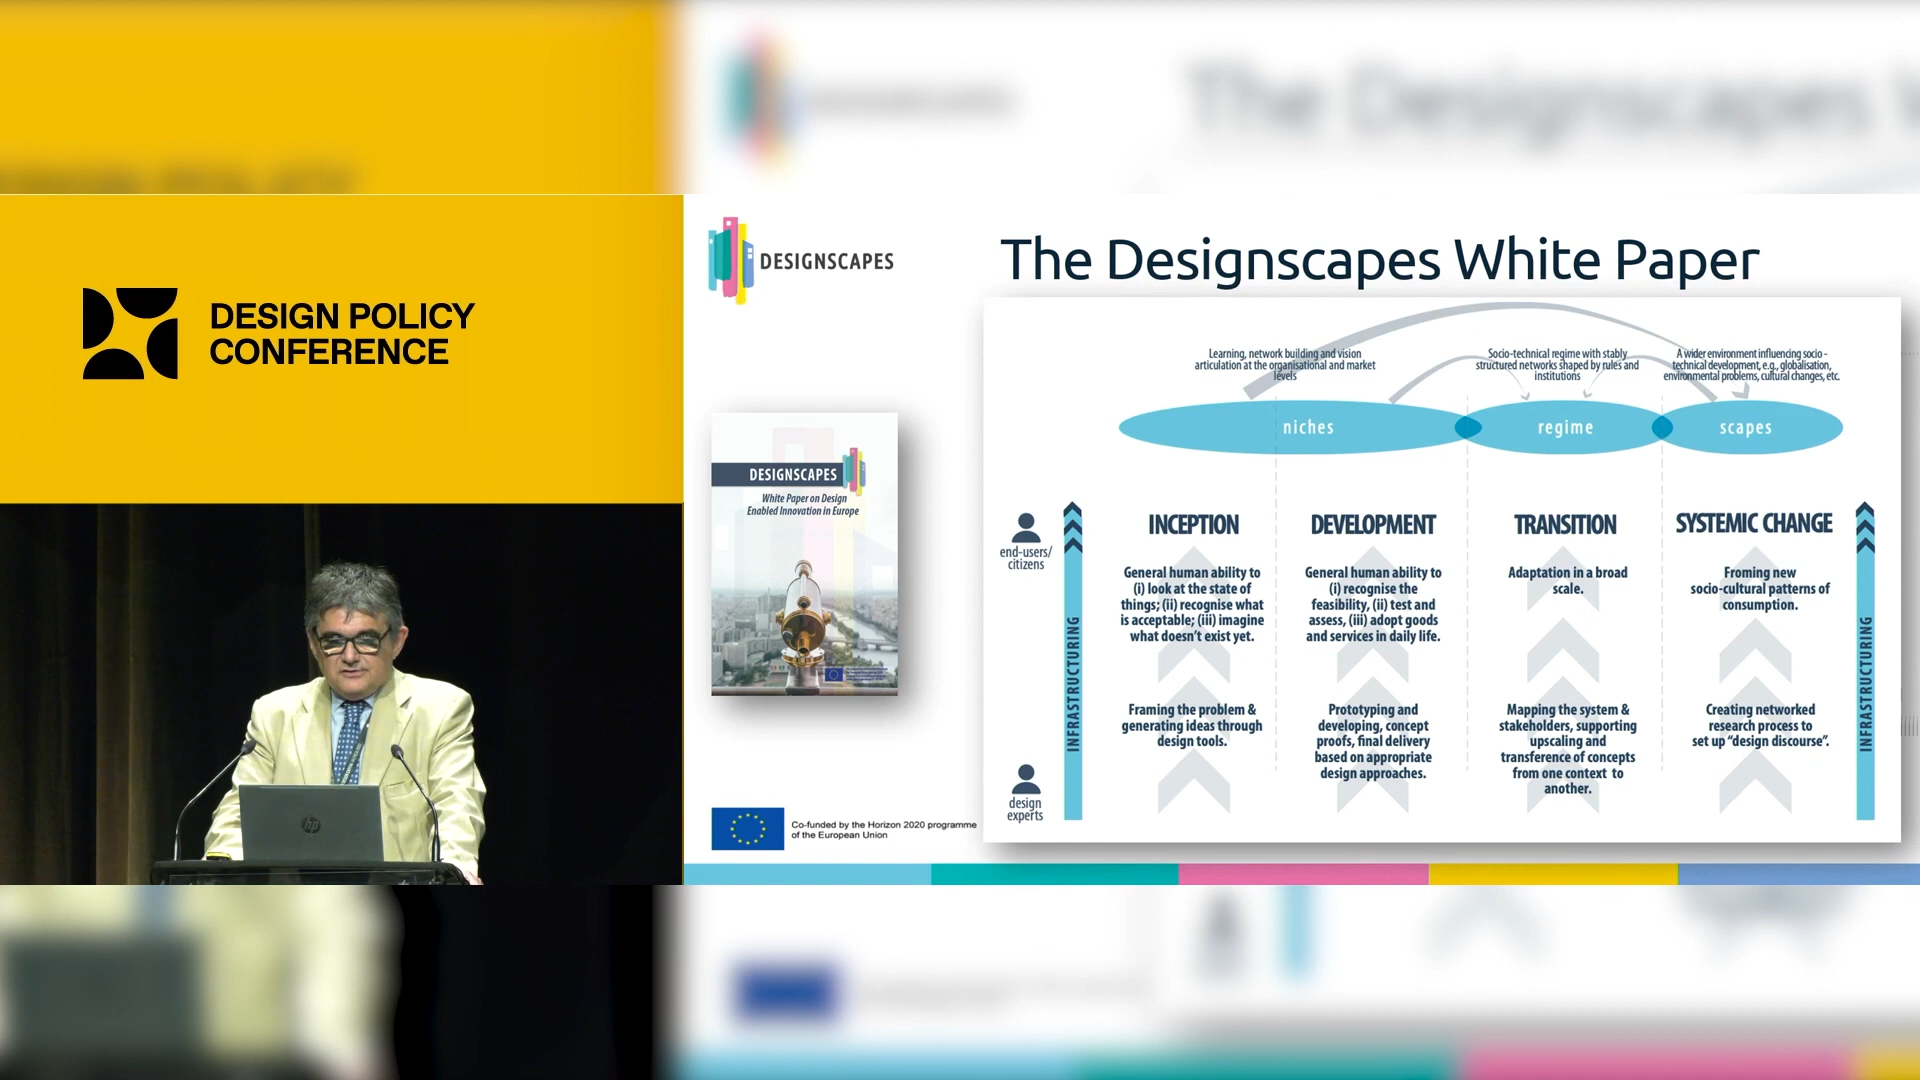 DESIGN POLICY
CONFERENCE
DESIGNSCAPES
The Designscapes White Paper
DESIGNSCAPES
White Paper on Design
Enabled Innovation in Europe
Co-funded by the Horizon 2020 programme
of the European Union
Learning, network building and vision
articulation at the organisational and market
levels
Socio-technical regime with stably
structured networks shaped by rules and
institutions
A wider environment influencing socio -
technical development, e.g., globalisation,
environmental problems, cultural changes, etc.
niches
regime
scapes
end-users/
citizens
INFRASTRUCTURING
design
experts
INCEPTION
General human ability to
(i) look at the state of
things; (ii) recognise what
is acceptable; (iii) imagine
what doesn't exist yet.
Framing the problem &
generating ideas through
design tools.
DEVELOPMENT
General human ability to
(i) recognise the
feasibility, (ii) test and
assess, (iii) adopt goods
and services in daily life.
Prototyping and
developing, concept
proofs, final delivery
based on appropriate
design approaches.
TRANSITION
Adaptation in a broad
scale.
Mapping the system &
stakeholders, supporting
upscaling and
transference of concepts
from one context to
another.
SYSTEMIC CHANGE
Froming new
socio-cultural patterns of
consumption.
Creating networked
research process to
set up “design discourse”.
INFRASTRUCTURING
hp